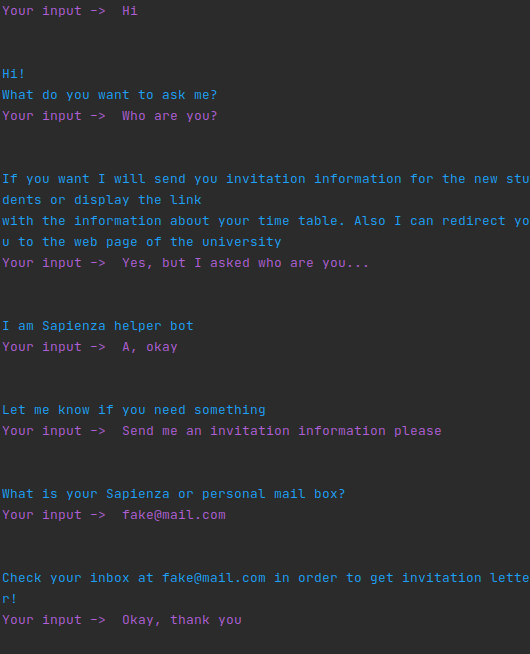 Your input ->  Hi
Hi!
What do you want to ask me?
Your input ->  Who are you?
If you want I will send you invitation information for the new stu
dents or display the link
with the information about your time table. Also I can redirect yo
u to the web page of the university
Your input ->  Yes, but I asked who are you...
I am Sapienza helper bot
Your input ->  A, okay
Let me know if you need something
Your input ->  Send me an invitation information please
What is your Sapienza or personal mail box?
Your input ->  fake@mail.com
Check your inbox at fake@mail.com in order to get invitation lette
r!
Your input ->  Okay, thank you